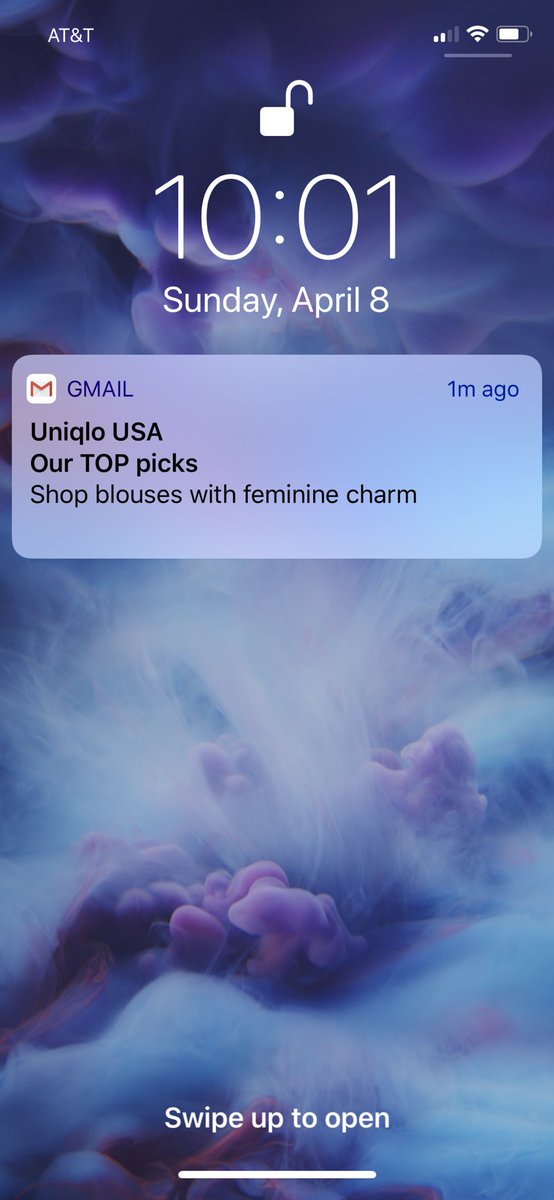 AT&T
10:01
Sunday, April 8
GMAIL 1m ago
Uniqlo USA
Our TOP picks
Shop blouses with feminine charm
Swipe up to open